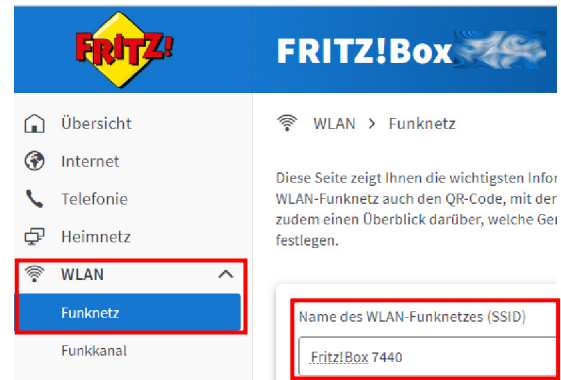 FRITZ!
FRITZ!Box
Übersicht
Internet
Telefonie
Heimnetz
WLAN
Funknetz
Funkkanal
WLAN > Funknetz
Diese Seite zeigt Ihnen die wichtigsten Infor
WLAN-Funknetz auch den QR-Code, mit der
zudem einen Überblick darüber, welche Ger
festlegen.
Name des WLAN-Funknetzes (SSID)
Fritz!Box 7440